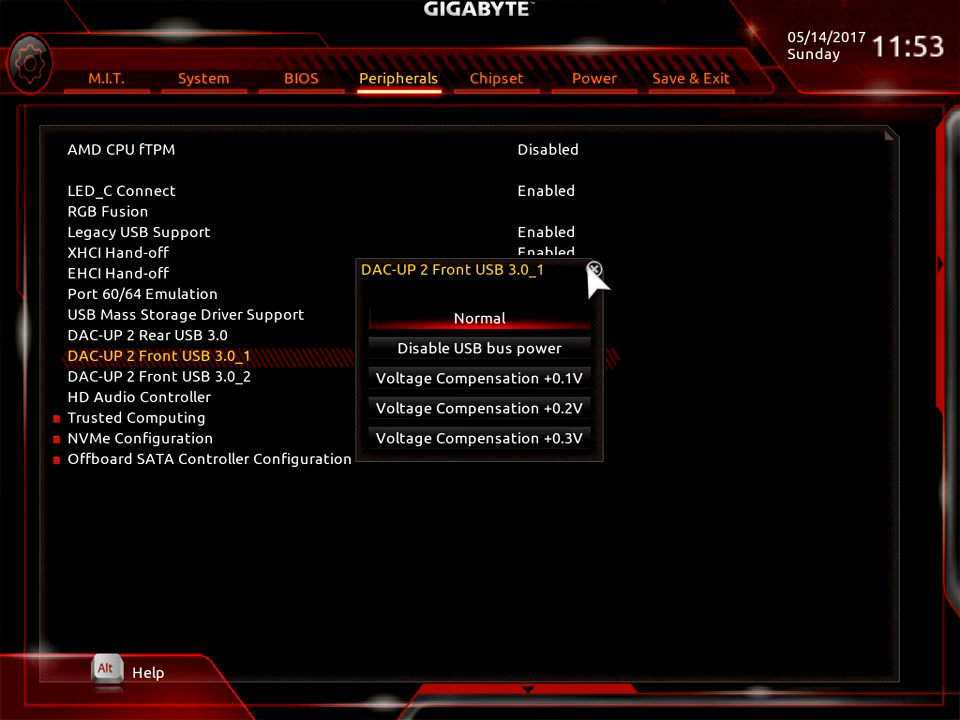 GIGABYTE™
05/14/2017
Sunday
11:53
M.I.T. System BIOS Peripherals Chipset Power Save & Exit
AMD CPU fTPM Disabled
LED_C Connect Enabled
RGB Fusion
Legacy USB Support Enabled
XHCI Hand-off Enabled
EHCI Hand-off
Port 60/64 Emulation
USB Mass Storage Driver Support
DAC-UP 2 Rear USB 3.0
DAC-UP 2 Front USB 3.0_1
DAC-UP 2 Front USB 3.0_2
HD Audio Controller
Trusted Computing
NVMe Configuration
Offboard SATA Controller Configuration
DAC-UP 2 Front USB 3.0_1
Normal
Disable USB bus power
Voltage Compensation +0.1V
Voltage Compensation +0.2V
Voltage Compensation +0.3V
Alt Help